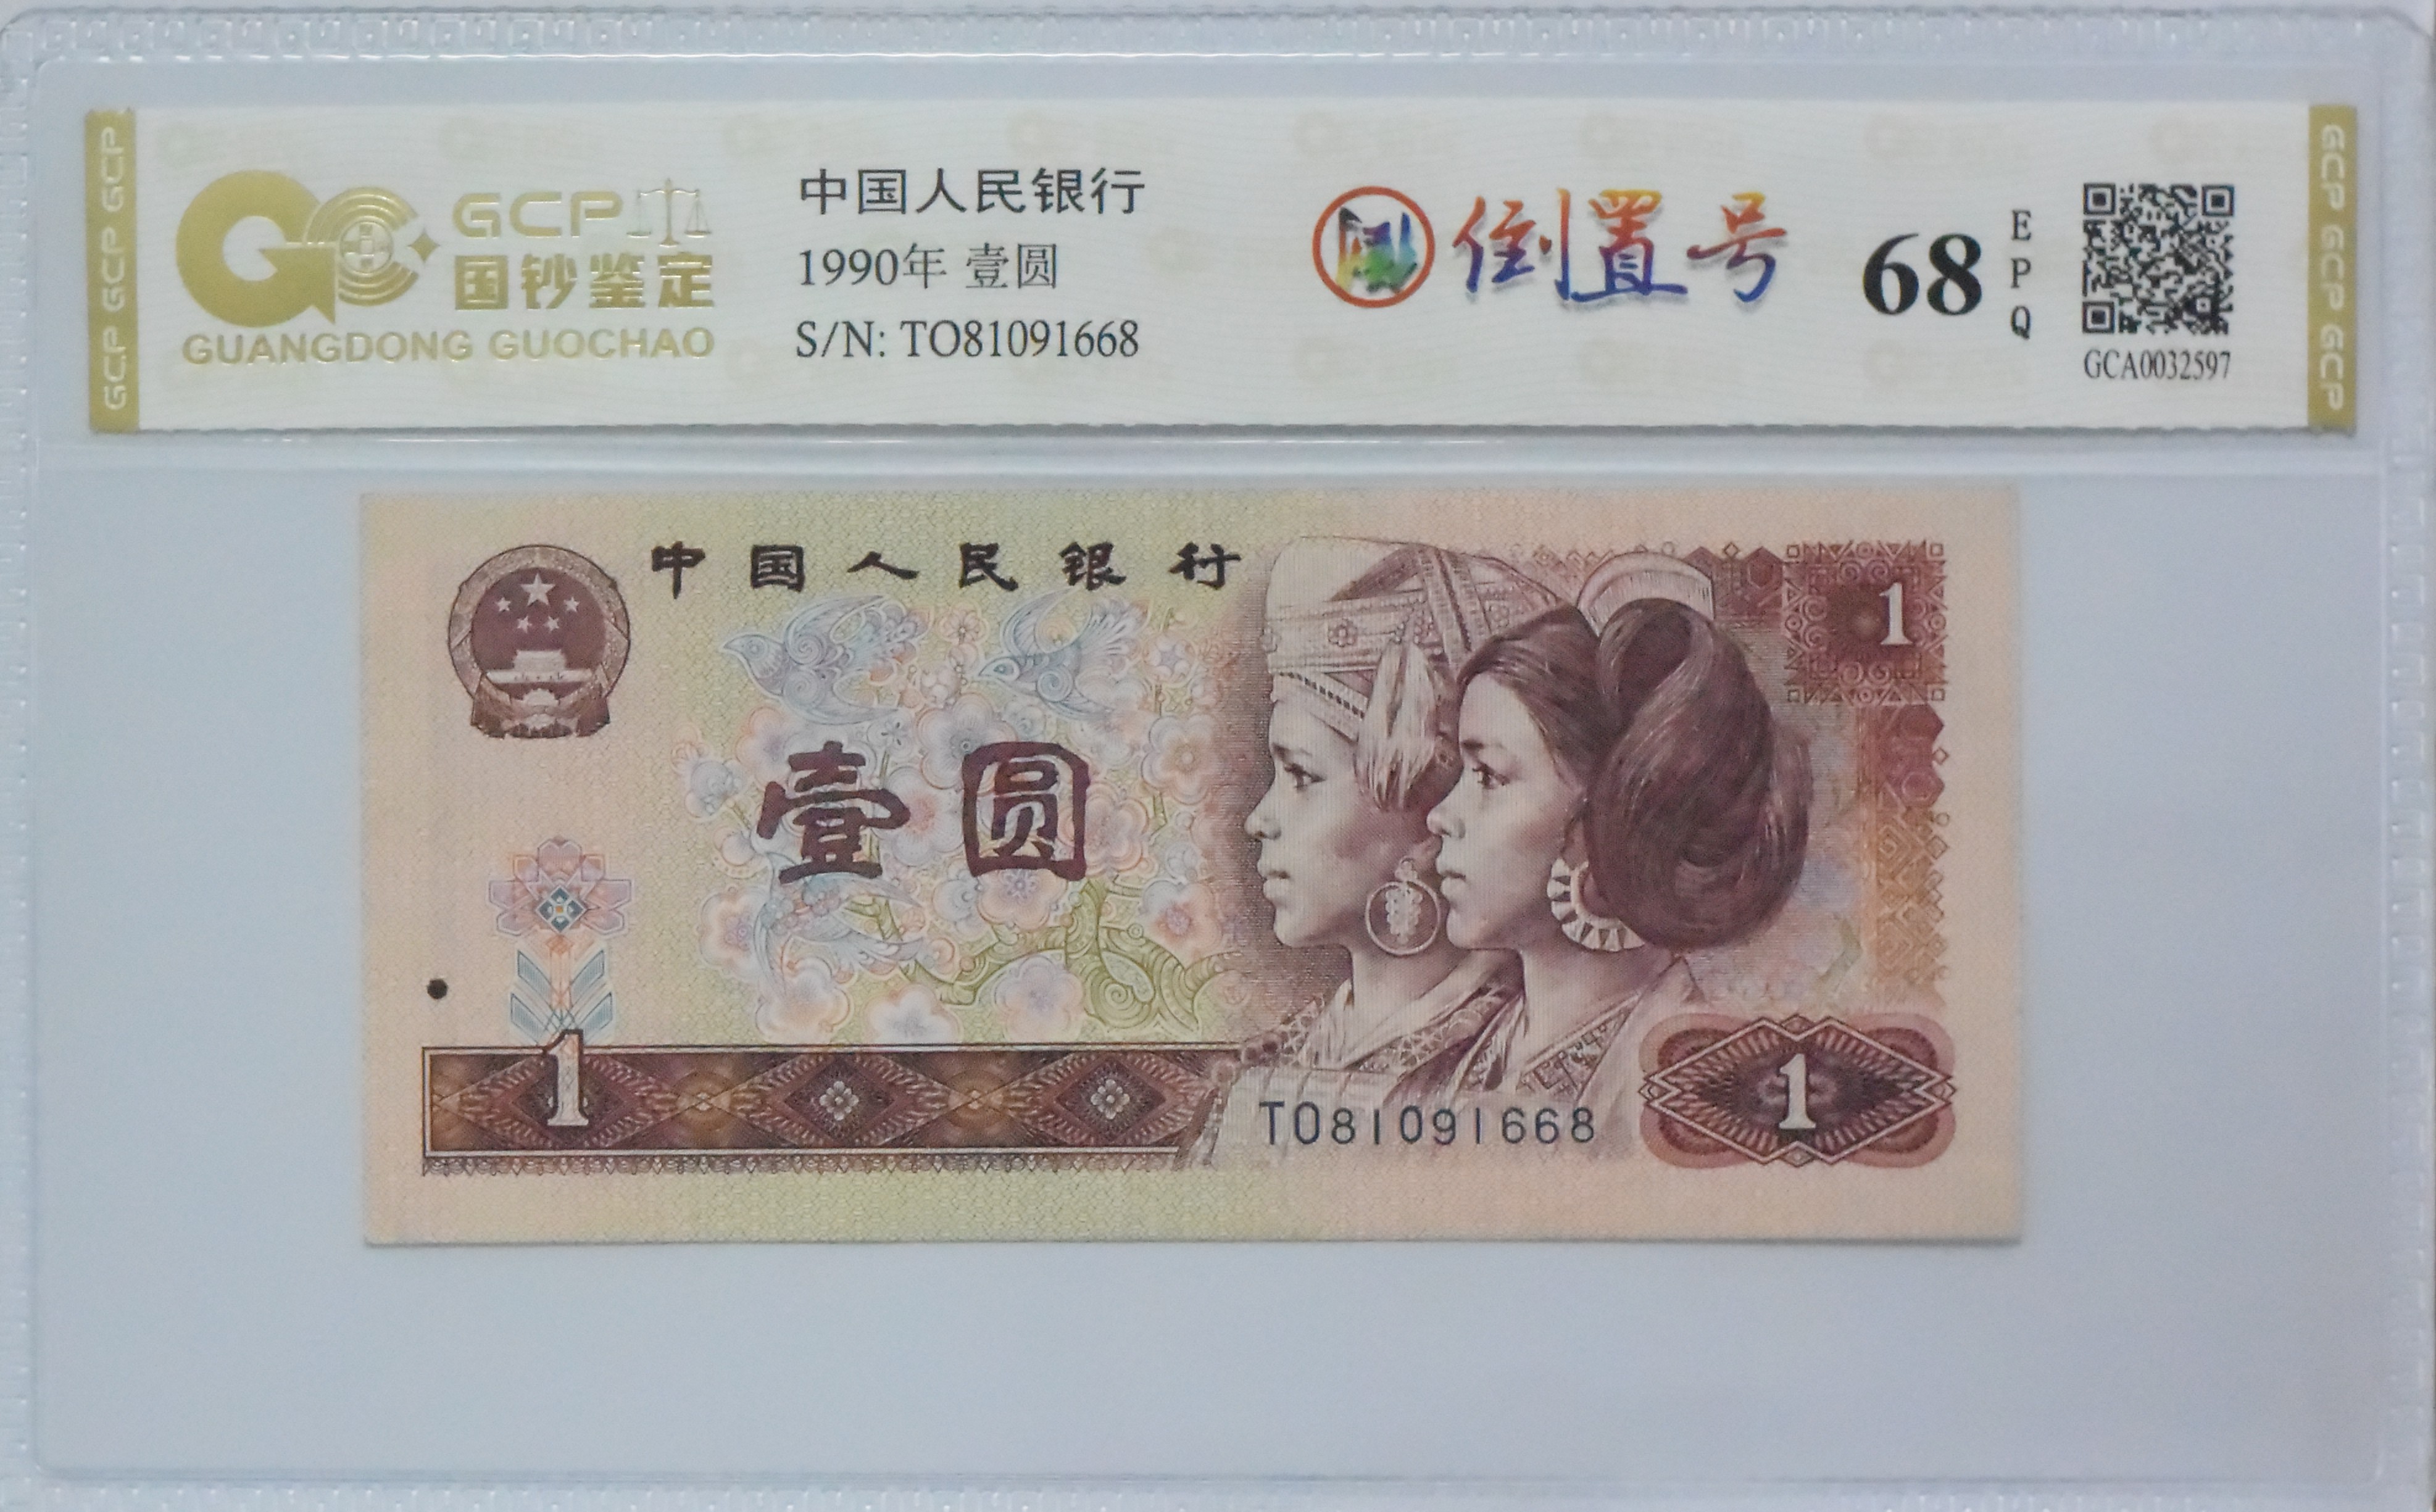 GCP GCP GCP
GCP
国钞鉴定
GUANGDONG GUOCHAO
中国人民银行
1990年 壹圆
S/N: TO81091668
倒置号
68
EPQ
GCA0032597
GCP GCP GCP
中国人民银行
1
壹圆
1
TO81091668
1